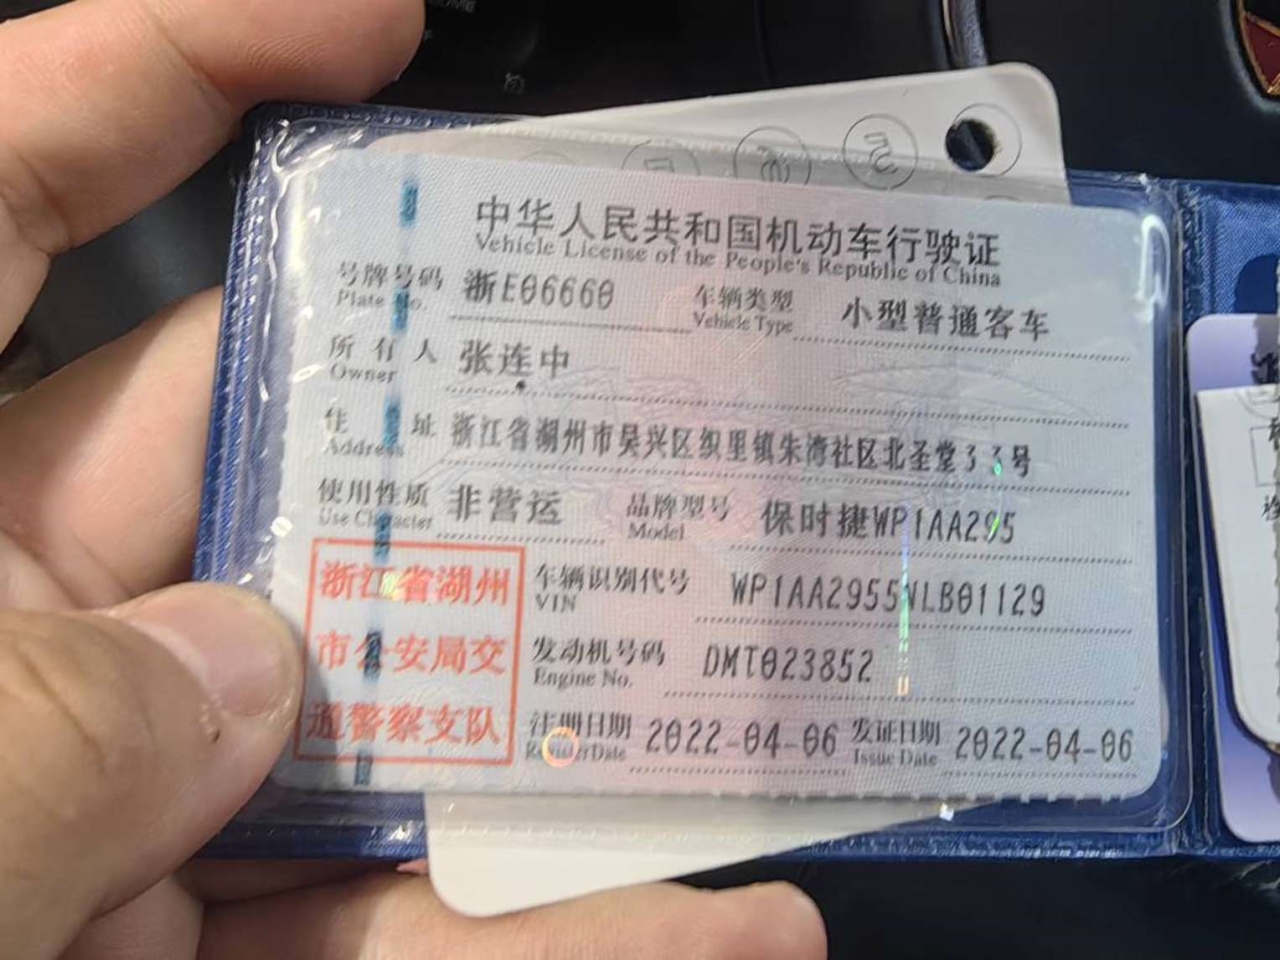 中华人民共和国机动车行驶证
Vehicle License of the People's Republic of China
号牌号码 浙E06660 车辆类型 小型普通客车
Plate No. Vehicle Type
所有人 张连中
Owner
住址 浙江省湖州市吴兴区织里镇朱湾社区北圣堂33号
Address
使用性质 非营运 品牌型号 保时捷WP1AA295
Use Character Model
浙江省湖州
市公安局交
通警察支队
车辆识别代号 WP1AA2955NLB01129
VIN
发动机号码 DMT023852
Engine No.
注册日期 2022-04-06 发证日期 2022-04-06
Register Date Issue Date